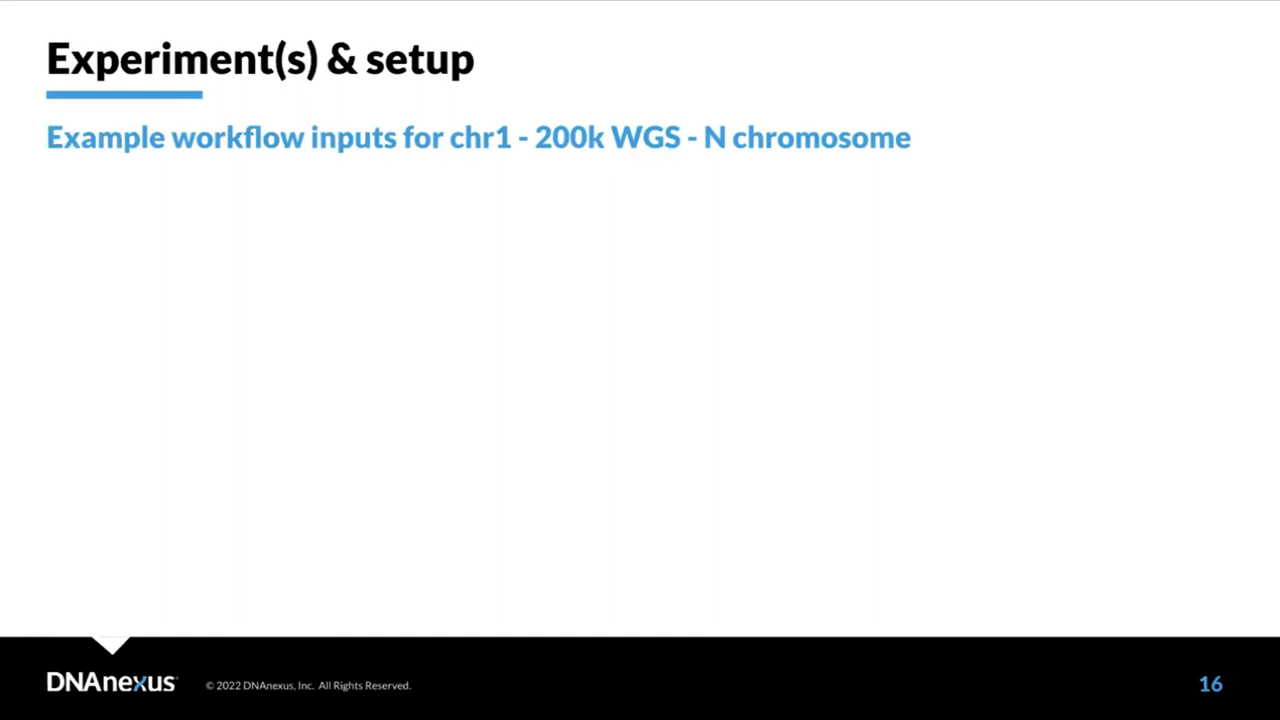 Experiment(s) & setup
Example workflow inputs for chr1 - 200k WGS - N chromosome
DNAnexus © 2022 DNAnexus, Inc. All Rights Reserved. 16